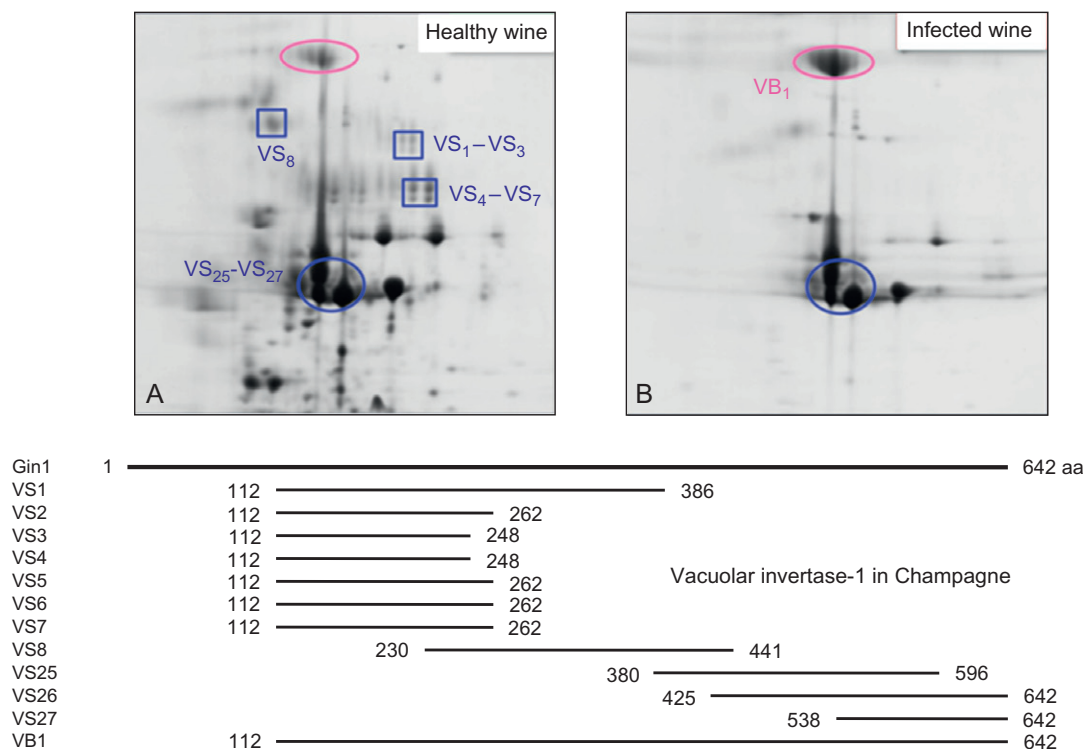 Healthy wine
Infected wine
VB₁
VS₈
VS₁–VS₃
VS₄–VS₇
VS₂₅-VS₂₇
A
B
Gin1 1 642 aa
VS1 112 386
VS2 112 262
VS3 112 248
VS4 112 248
VS5 112 262
Vacuolar invertase-1 in Champagne
VS6 112 262
VS7 112 262
VS8 230 441
VS25 380 596
VS26 425 642
VS27 538 642
VB1 112 642